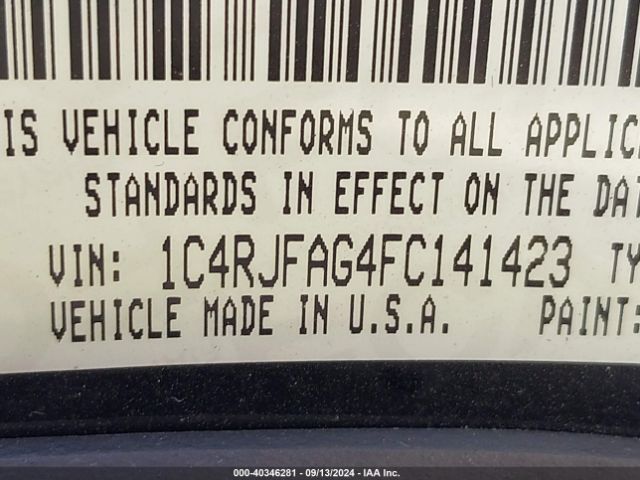 IS VEHICLE CONFORMS TO ALL APPLIC
STANDARDS IN EFFECT ON THE DAT
VIN: 1C4RJFAG4FC141423 TY
VEHICLE MADE IN U.S.A. PAINT:
000-40346281 - 09/13/2024 - IAA Inc.